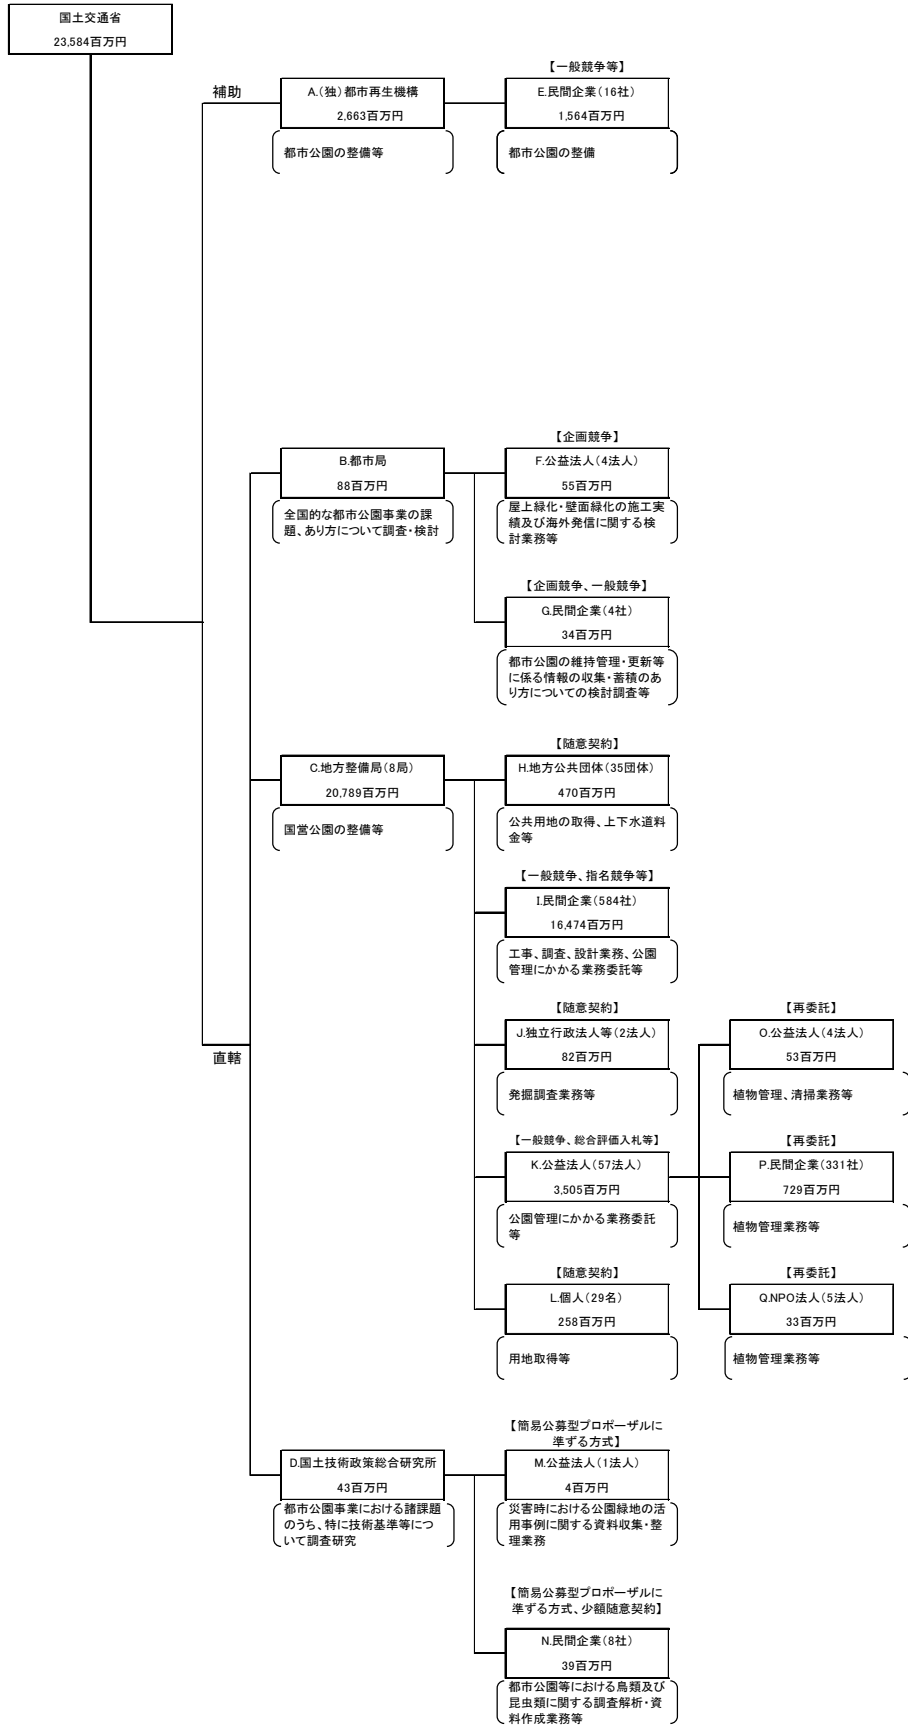 国土交通省
23,584百万円
補助
A.(独)都市再生機構
2,663百万円
都市公園の整備等
【一般競争等】
E.民間企業(16社)
1,564百万円
都市公園の整備
B.都市局
88百万円
全国的な都市公園事業の課
題、あり方について調査・検討
【企画競争】
F.公益法人(4法人)
55百万円
屋上緑化・壁面緑化の施工実
績及び海外発信に関する検
討業務等
【企画競争、一般競争】
G.民間企業(4社)
34百万円
都市公園の維持管理・更新等
に係る情報の収集・蓄積のあ
り方についての検討調査等
直轄
C.地方整備局(8局)
20,789百万円
国営公園の整備等
【随意契約】
H.地方公共団体(35団体)
470百万円
公共用地の取得、上下水道料
金等
【一般競争、指名競争等】
I.民間企業(584社)
16,474百万円
工事、調査、設計業務、公園
管理にかかる業務委託等
【随意契約】
J.独立行政法人等(2法人)
82百万円
発掘調査業務等
【一般競争、総合評価入札等】
K.公益法人(57法人)
3,505百万円
公園管理にかかる業務委託
等
【随意契約】
L.個人(29名)
258百万円
用地取得等
【再委託】
O.公益法人(4法人)
53百万円
植物管理、清掃業務等
【再委託】
P.民間企業(331社)
729百万円
植物管理業務等
【再委託】
Q.NPO法人(5法人)
33百万円
植物管理業務等
D.国土技術政策総合研究所
43百万円
都市公園事業における諸課題
のうち、特に技術基準等につ
いて調査研究
【簡易公募型プロポーザルに
準ずる方式】
M.公益法人(1法人)
4百万円
災害時における公園緑地の活
用事例に関する資料収集・整
理業務
【簡易公募型プロポーザルに
準ずる方式、少額随意契約】
N.民間企業(8社)
39百万円
都市公園等における鳥類及び
昆虫類に関する調査解析・資
料作成業務等